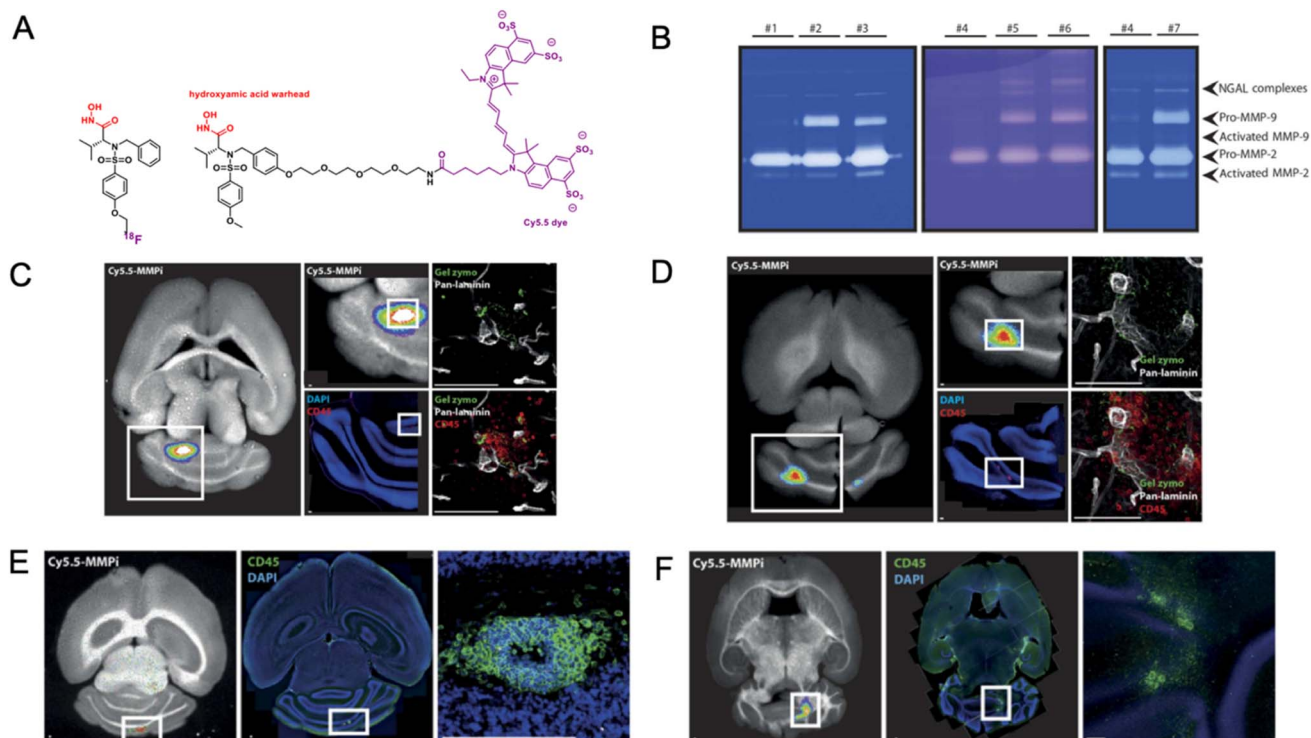 A
hydroxyamic acid warhead
OH
HN
O
N
O
S
O
O
18F
OH
HN
O
N
O
S
O
O
O
O
O
O
N
H
O
N
N
SO3
SO3
SO3
SO3
Cy5.5 dye
B
#1 #2 #3 #4 #5 #6 #4 #7
NGAL complexes
Pro-MMP-9
Activated MMP-9
Pro-MMP-2
Activated MMP-2
C
Cy5.5-MMPi
Cy5.5-MMPi
Gel zymo
Pan-laminin
DAPI
CD45
Gel zymo
Pan-laminin
CD45
D
Cy5.5-MMPi
Cy5.5-MMPi
Gel zymo
Pan-laminin
DAPI
CD45
Gel zymo
Pan-laminin
CD45
E
Cy5.5-MMPi
CD45
DAPI
F
Cy5.5-MMPi
CD45
DAPI